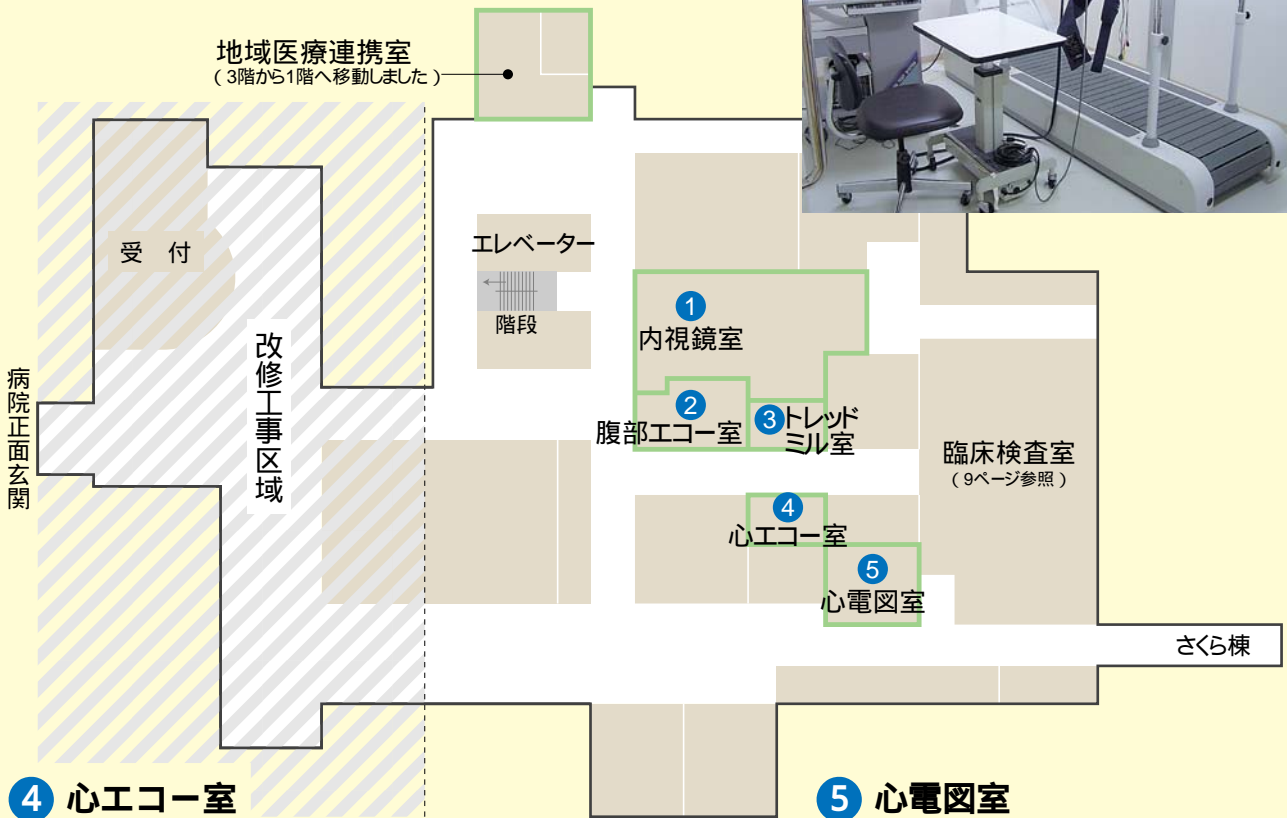 地域医療連携室
（3階から1階へ移動しました）
受　付
エレベーター
階段
改修工事区域
病院正面玄関
1
内視鏡室
2
腹部エコー室
3 トレッド
ミル室
臨床検査室
（9ページ参照）
4
心エコー室
5
心電図室
さくら棟
4 心エコー室
5 心電図室